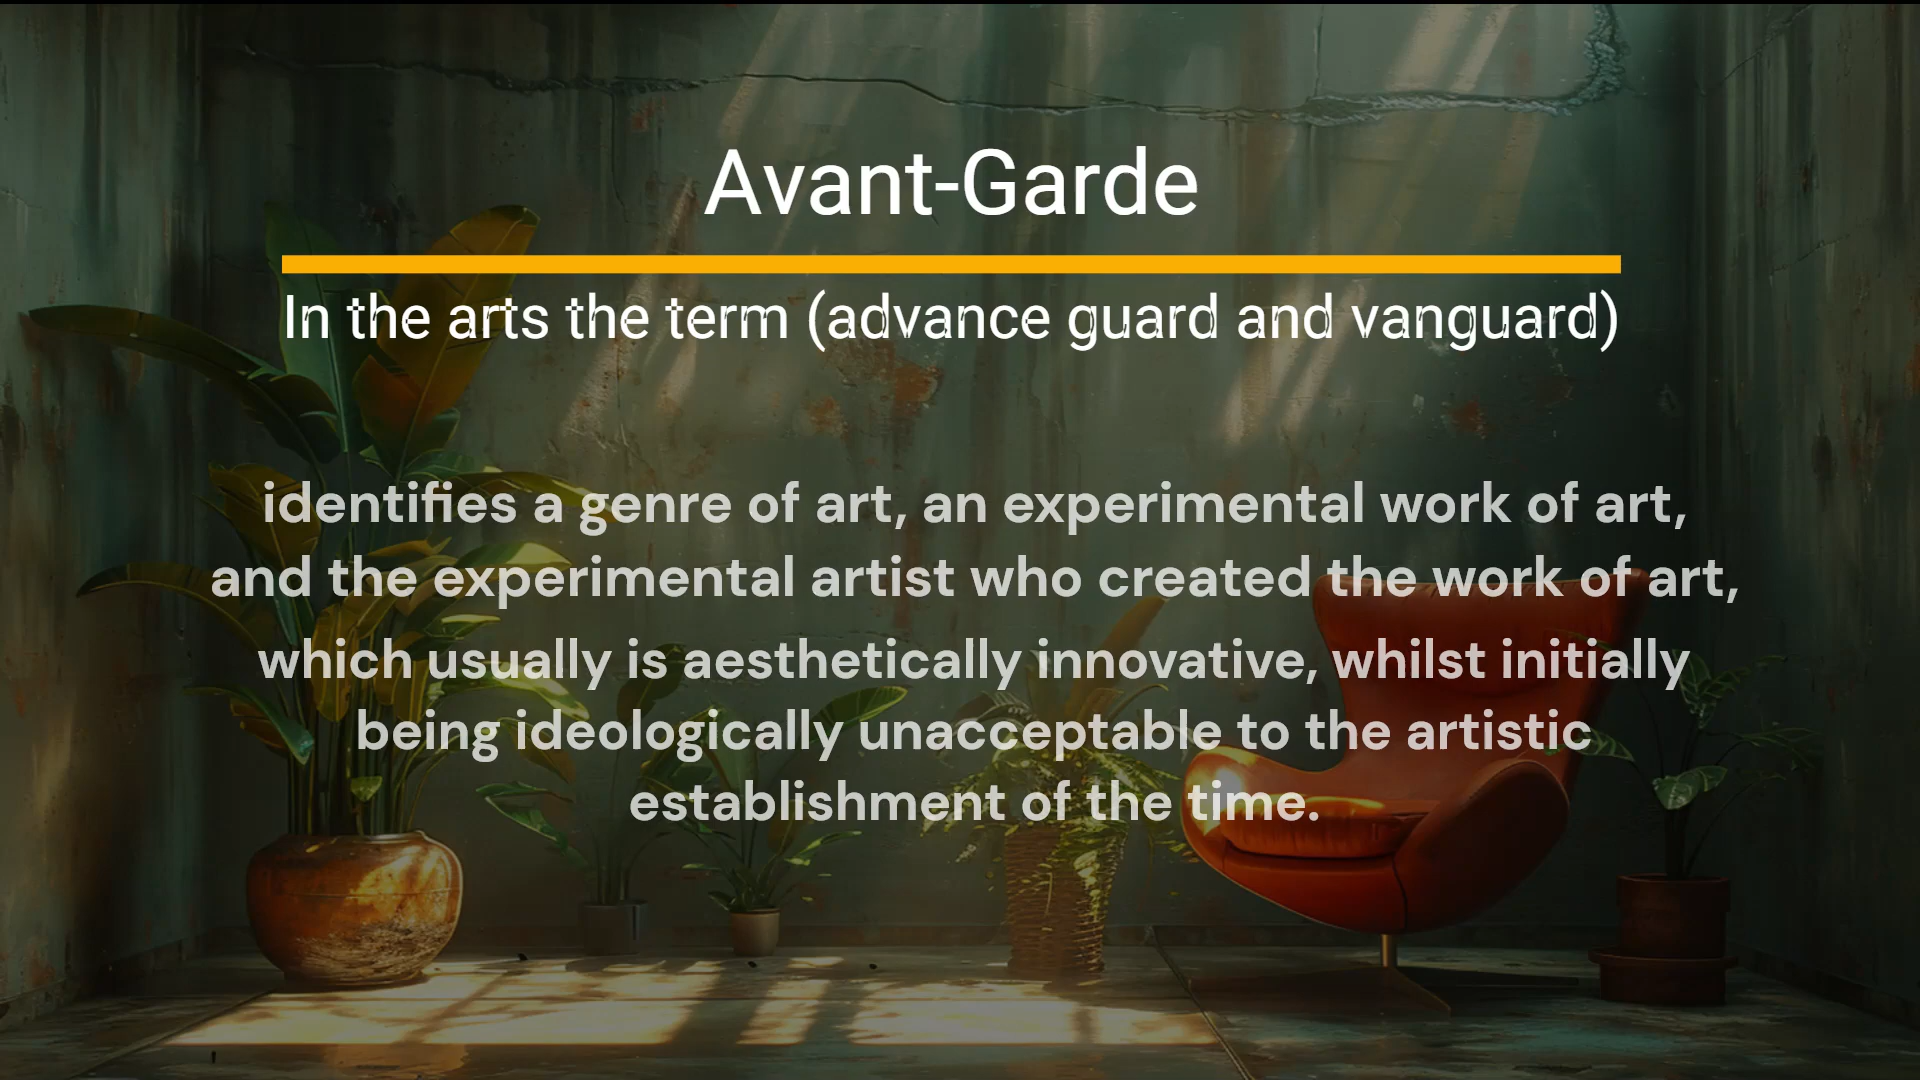 Avant-Garde
In the arts the term (advance guard and vanguard)
identifies a genre of art, an experimental work of art,
and the experimental artist who created the work of art,
which usually is aesthetically innovative, whilst initially
being ideologically unacceptable to the artistic
establishment of the time.